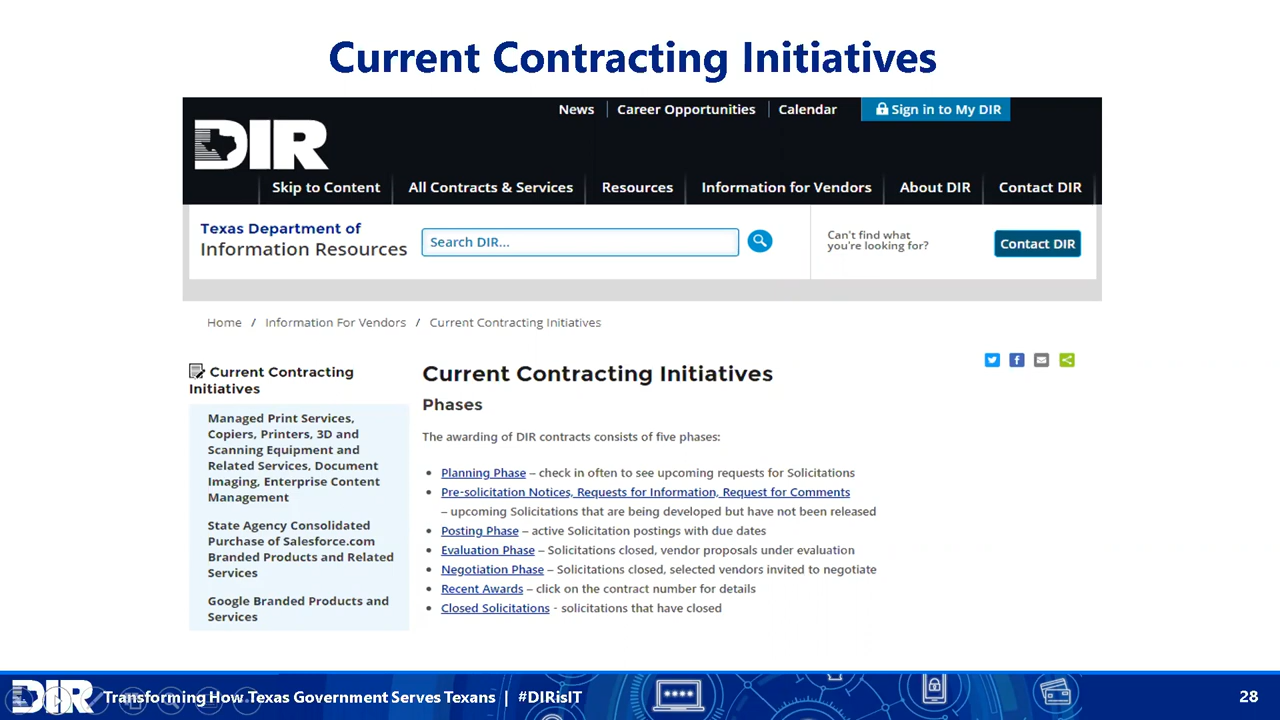 Current Contracting Initiatives
News
Career Opportunities
Calendar
Sign in to My DIR
DIR
Skip to Content
All Contracts & Services
Resources
Information for Vendors
About DIR
Contact DIR
Texas Department of
Information Resources
Search DIR...
Can't find what
you're looking for?
Contact DIR
Home / Information For Vendors / Current Contracting Initiatives
Current Contracting
Initiatives
Managed Print Services,
Copiers, Printers, 3D and
Scanning Equipment and
Related Services, Document
Imaging, Enterprise Content
Management
State Agency Consolidated
Purchase of Salesforce.com
Branded Products and Related
Services
Google Branded Products and
Services
Current Contracting Initiatives
Phases
The awarding of DIR contracts consists of five phases:
• Planning Phase – check in often to see upcoming requests for Solicitations
• Pre-solicitation Notices, Requests for Information, Request for Comments
– upcoming Solicitations that are being developed but have not been released
• Posting Phase – active Solicitation postings with due dates
• Evaluation Phase – Solicitations closed, vendor proposals under evaluation
• Negotiation Phase – Solicitations closed, selected vendors invited to negotiate
• Recent Awards – click on the contract number for details
• Closed Solicitations - solicitations that have closed
DIR Transforming How Texas Government Serves Texans | #DIRisIT
28